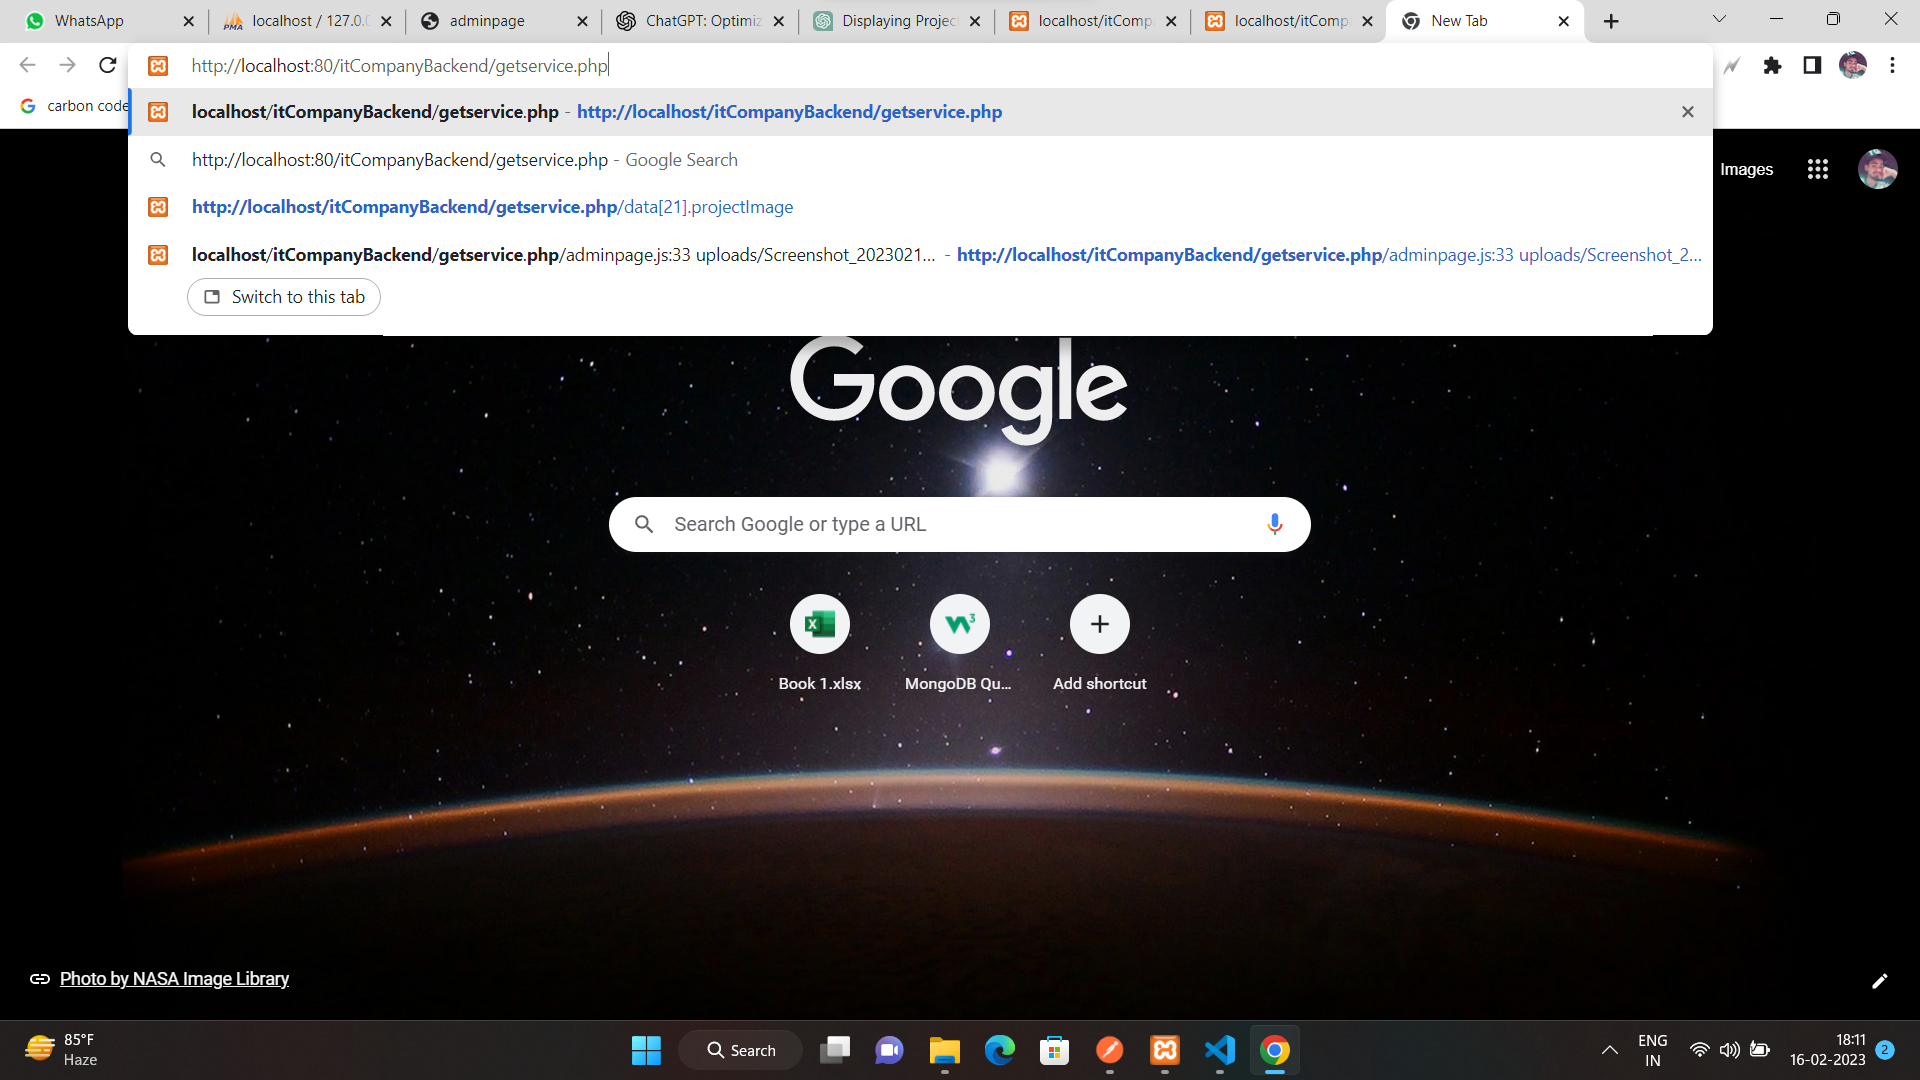 WhatsApp
localhost / 127.0.0
adminpage
ChatGPT: Optimiz
Displaying Project
localhost/itComp
localhost/itComp
New Tab
http://localhost:80/itCompanyBackend/getservice.php
carbon code
localhost/itCompanyBackend/getservice.php - http://localhost/itCompanyBackend/getservice.php
http://localhost:80/itCompanyBackend/getservice.php - Google Search
Images
http://localhost/itCompanyBackend/getservice.php/data[21].projectImage
localhost/itCompanyBackend/getservice.php/adminpage.js:33 uploads/Screenshot_2023021... - http://localhost/itCompanyBackend/getservice.php/adminpage.js:33 uploads/Screenshot_2...
Switch to this tab
Google
Search Google or type a URL
Book 1.xlsx
MongoDB Qu...
Add shortcut
Photo by NASA Image Library
85°F
Haze
Search
ENG
IN
18:11
16-02-2023
2